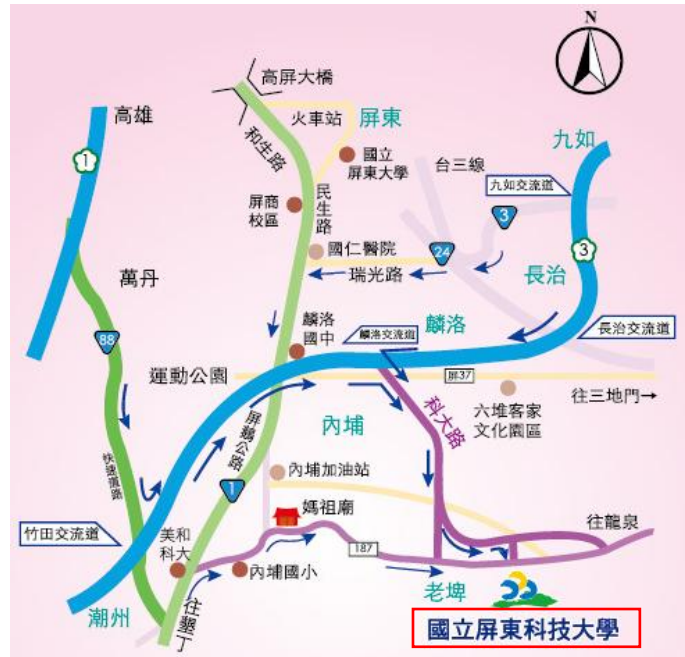 N
高屏大橋
高雄
火車站
屏東
九如
1
和生路
國立
屏東大學
台三線
九如交流道
屏商
校區
民生路
3
國仁醫院
24
3
瑞光路
長治
萬丹
麟洛
國中
麟洛交流道
麟洛
長治交流道
88
運動公園
屏37
往三地門→
六堆客家
文化園區
科大路
內埔
屏鵝公路
快速道路
內埔加油站
1
媽祖廟
竹田交流道
美和
科大
187
往龍泉
內埔國小
老埤
潮州
往墾丁
國立屏東科技大學